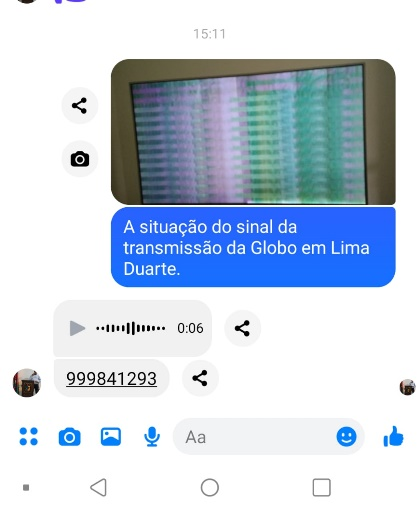 15:11
A situação do sinal da
transmissão da Globo em Lima
Duarte.
0:06
999841293
Aa